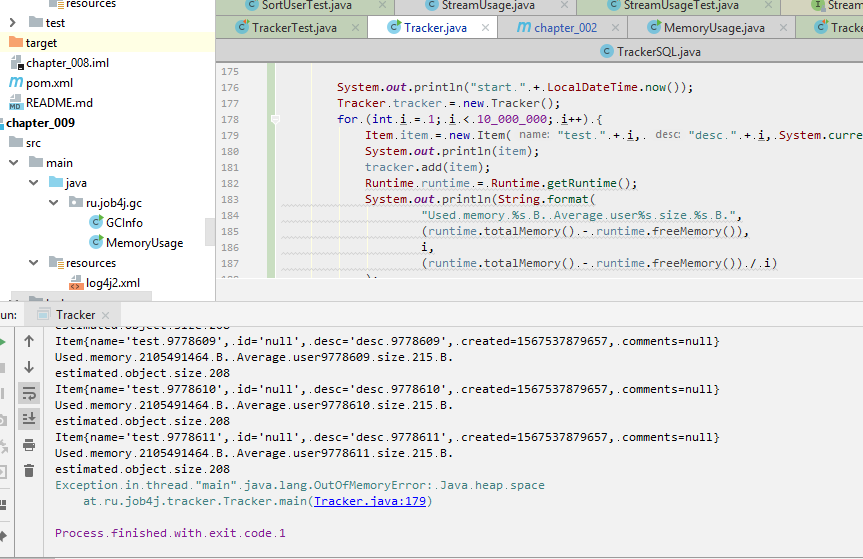 resources
test
target
chapter_008.iml
pom.xml
README.md
chapter_009
src
main
java
ru.job4j.gc
GCInfo
MemoryUsage
resources
log4j2.xml
SortUserTest.java
StreamUsage.java
StreamUsageTest.java
Stream
TrackerTest.java
Tracker.java
chapter_002
MemoryUsage.java
Tracke
TrackerSQL.java
175
176 System.out.println("start.".+.LocalDateTime.now());
177 Tracker.tracker.=.new.Tracker();
178 for.(int.i.=.1;.i.<.10_000_000;.i++).{
179 Item.item.=.new.Item( name: "test.".+.i,. desc: "desc.".+.i,.System.curre
180 System.out.println(item);
181 tracker.add(item);
182 Runtime.runtime.=.Runtime.getRuntime();
183 System.out.println(String.format(
184 "Used.memory.%s.B..Average.user%s.size.%s.B.",
185 (runtime.totalMemory().-.runtime.freeMemory()),
186 i,
187 (runtime.totalMemory().-.runtime.freeMemory())./.i)
un:
Tracker
estimated.object.size.208
Item{name='test.9778609',.id='null',.desc='desc.9778609',.created=1567537879657,.comments=null}
Used.memory.2105491464.B..Average.user9778609.size.215.B.
estimated.object.size.208
Item{name='test.9778610',.id='null',.desc='desc.9778610',.created=1567537879657,.comments=null}
Used.memory.2105491464.B..Average.user9778610.size.215.B.
estimated.object.size.208
Item{name='test.9778611',.id='null',.desc='desc.9778611',.created=1567537879657,.comments=null}
Used.memory.2105491464.B..Average.user9778611.size.215.B.
estimated.object.size.208
Exception.in.thread."main".java.lang.OutOfMemoryError:.Java.heap.space
at.ru.job4j.tracker.Tracker.main(Tracker.java:179)
Process.finished.with.exit.code.1